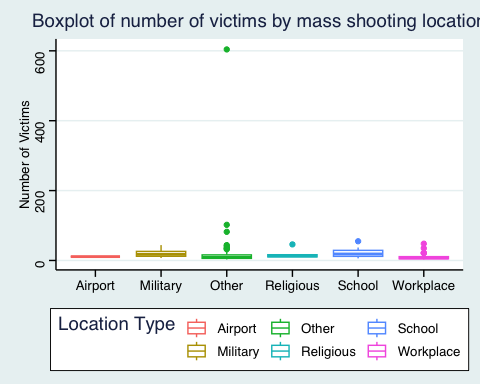 Boxplot of number of victims by mass shooting location
Number of Victims
600
400
200
0
Airport Military Other Religious School Workplace
Location Type
Airport Other School
Military Religious Workplace